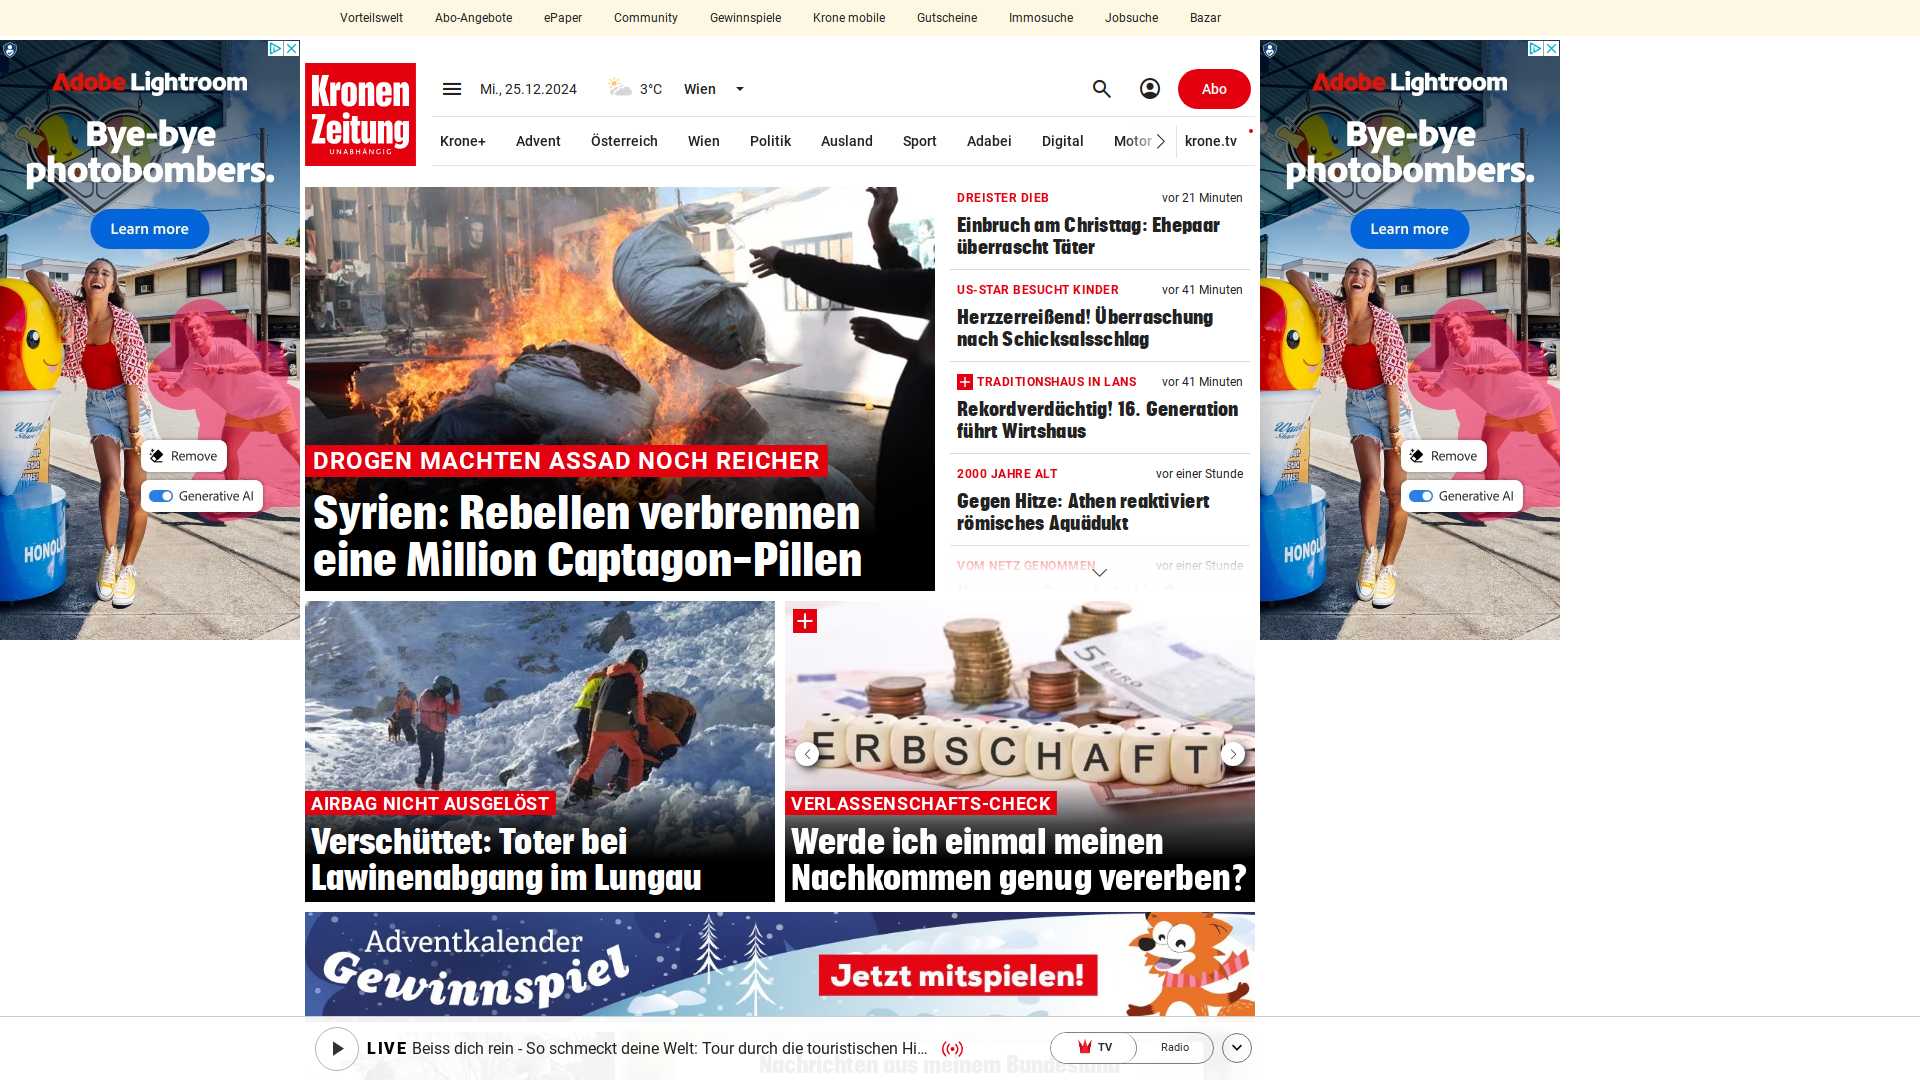 Vorteilswelt Abo-Angebote ePaper Community Gewinnspiele Krone mobile Gutscheine Immosuche Jobsuche Bazar
Kronen
Zeitung
UNABHÄNGIG
Mi., 25.12.2024 3°C Wien
Abo
Krone+ Advent Österreich Wien Politik Ausland Sport Adabei Digital Motor krone.tv
Adobe Lightroom
Bye-bye
photobombers.
Learn more
Remove
Generative AI
HONOL
DROGEN MACHTEN ASSAD NOCH REICHER
Syrien: Rebellen verbrennen
eine Million Captagon-Pillen
DREISTER DIEB vor 21 Minuten
Einbruch am Christtag: Ehepaar
überrascht Täter
US-STAR BESUCHT KINDER vor 41 Minuten
Herzzerreißend! Überraschung
nach Schicksalsschlag
TRADITIONSHAUS IN LANS vor 41 Minuten
Rekordverdächtig! 16. Generation
führt Wirtshaus
2000 JAHRE ALT vor einer Stunde
Gegen Hitze: Athen reaktiviert
römisches Aquädukt
VOM NETZ GENOMMEN vor einer Stunde
Adobe Lightroom
Bye-bye
photobombers.
Learn more
Remove
Generative AI
HONOL
AIRBAG NICHT AUSGELÖST
Verschüttet: Toter bei
Lawinenabgang im Lungau
5 EURO
ERBSCHAFT
VERLASSENSCHAFTS-CHECK
Werde ich einmal meinen
Nachkommen genug vererben?
Adventkalender
Gewinnspiel
Jetzt mitspielen!
LIVE Beiss dich rein - So schmeckt deine Welt: Tour durch die touristischen Hi...
TV Radio
Nachrichten aus meinem Bundesland